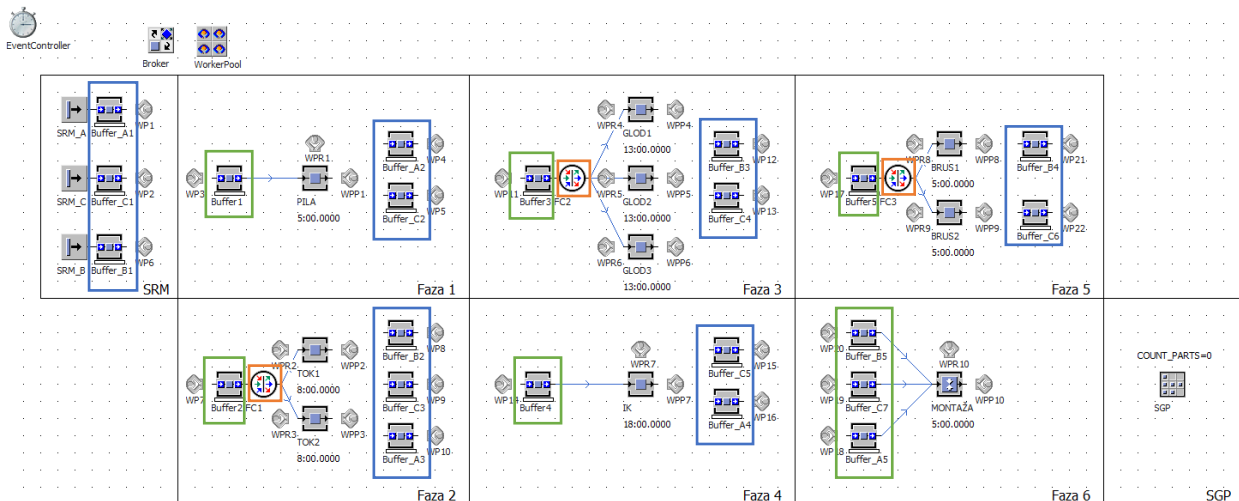 EventController
Broker
WorkerPool
SRM_A
Buffer_A1
WP1
SRM_C
Buffer_C1
WP2
SRM_B
Buffer_B1
WP6
SRM
WP3
Buffer1
WPR1
PILA
5:00.0000
WPP1
Buffer_A2
WP4
Buffer_C2
WP5
Faza 1
WP11
Buffer3
FC2
WPR4
GLOD1
13:00.0000
WPP4
WPR5
GLOD2
13:00.0000
WPP5
WPR6
GLOD3
13:00.0000
WPP6
Buffer_B3
WP12
Buffer_C4
WP13
Faza 3
WP17
Buffer5
FC3
WPR8
BRUS1
5:00.0000
WPP8
WPR9
BRUS2
5:00.0000
WPP9
Buffer_B4
WP21
Buffer_C6
WP22
Faza 5
WP7
Buffer2
FC1
WPR2
TOK1
8:00.0000
WPP2
WPR3
TOK2
8:00.0000
WPP3
Buffer_B2
WP8
Buffer_C3
WP9
Buffer_A3
WP10
Faza 2
WP14
Buffer4
WPR7
IK
18:00.0000
WPP7
Buffer_C5
WP15
Buffer_A4
WP16
Faza 4
WP20
Buffer_B5
WP19
Buffer_C7
WP18
Buffer_A5
WPR10
MONTAŻA
5:00.0000
WPP10
Faza 6
COUNT_PARTS=0
SGP
SGP